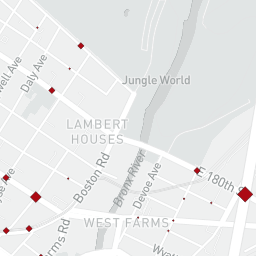 Jungle World
Daly Ave
LAMBERT
HOUSES
E 180th S
Bronx River
Devoe Ave
Boston Rd
WEST FARMS